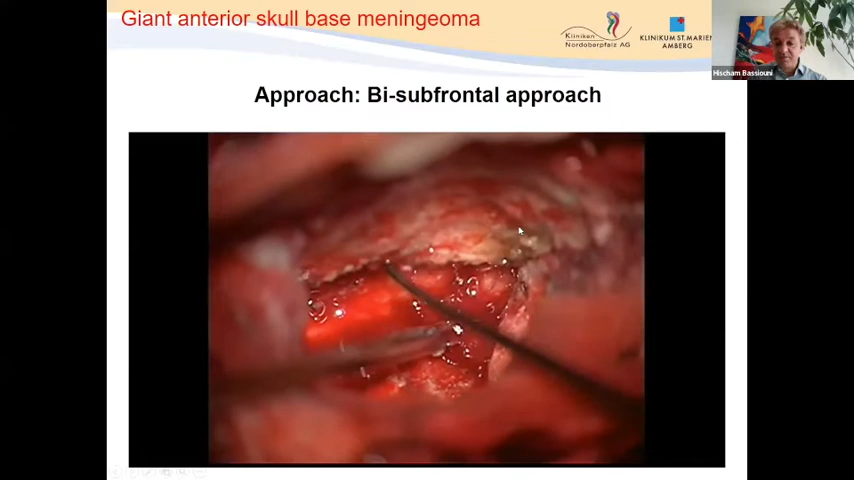 Giant anterior skull base meningeoma
Kliniken
Nordoberpfalz AG
KLINIKUM ST. MARIEN
AMBERG
Hischam Bassiouni
Approach: Bi-subfrontal approach